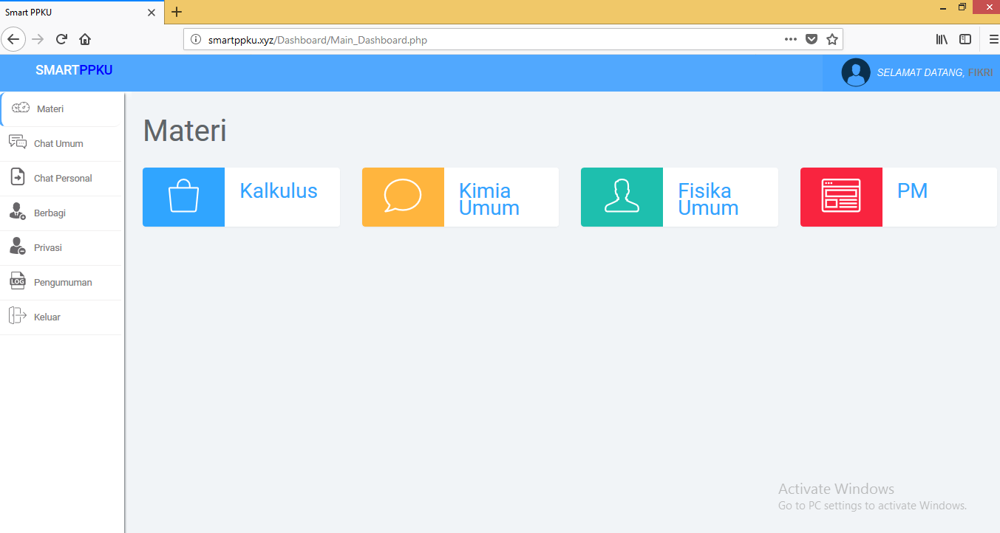 Smart PPKU
smartppku.xyz/Dashboard/Main_Dashboard.php
SMARTPPKU
SELAMAT DATANG, FIKRI
Materi
Chat Umum
Chat Personal
Berbagi
Privasi
LOG
Pengumuman
Keluar
Materi
Kalkulus
Kimia
Umum
Fisika
Umum
PM
Activate Windows
Go to PC settings to activate Windows.